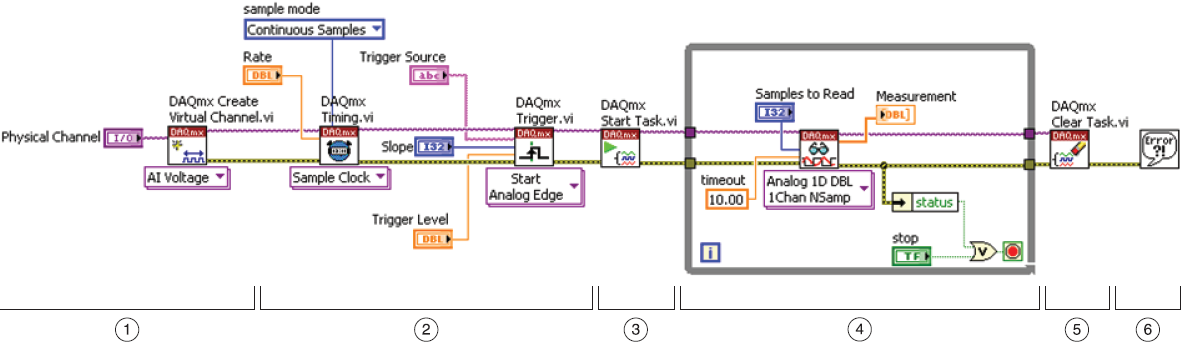 sample mode
Continuous Samples
Rate
DBL
Trigger Source
abc
DAQmx Create
Virtual Channel.vi
DAQmx
Timing.vi
DAQmx
Trigger.vi
DAQmx
Start Task.vi
Samples to Read
I32
Measurement
DBL
DAQmx
Clear Task.vi
Physical Channel
I/O
DAQmx
DAQmx
Slope
I32
DAQmx
DAQmx
DAQmx
DAQmx
Error
?!
AI Voltage
Sample Clock
Start
Analog Edge
timeout
10.00
Analog 1D DBL
1Chan NSamp
status
Trigger Level
DBL
stop
TF
V
i
1
2
3
4
5
6